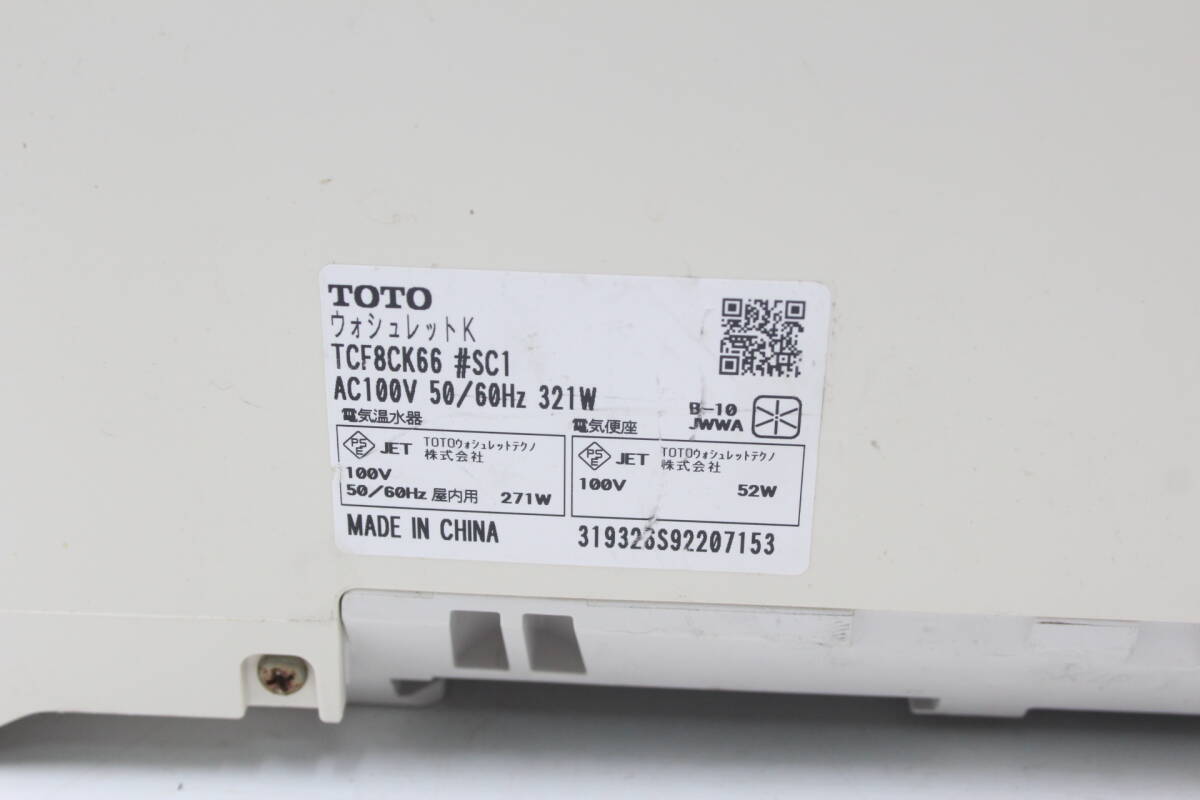 TOTO
ウォシュレットK
TCF8CK66 #SC1
AC100V 50/60Hz 321W
B-10
JWWA
電気温水器
PSE JET TOTOウォシュレットテクノ
株式会社
100V
50/60Hz 屋内用 271W
電気便座
PSE JET TOTOウォシュレットテクノ
株式会社
100V 52W
MADE IN CHINA
319326S92207153